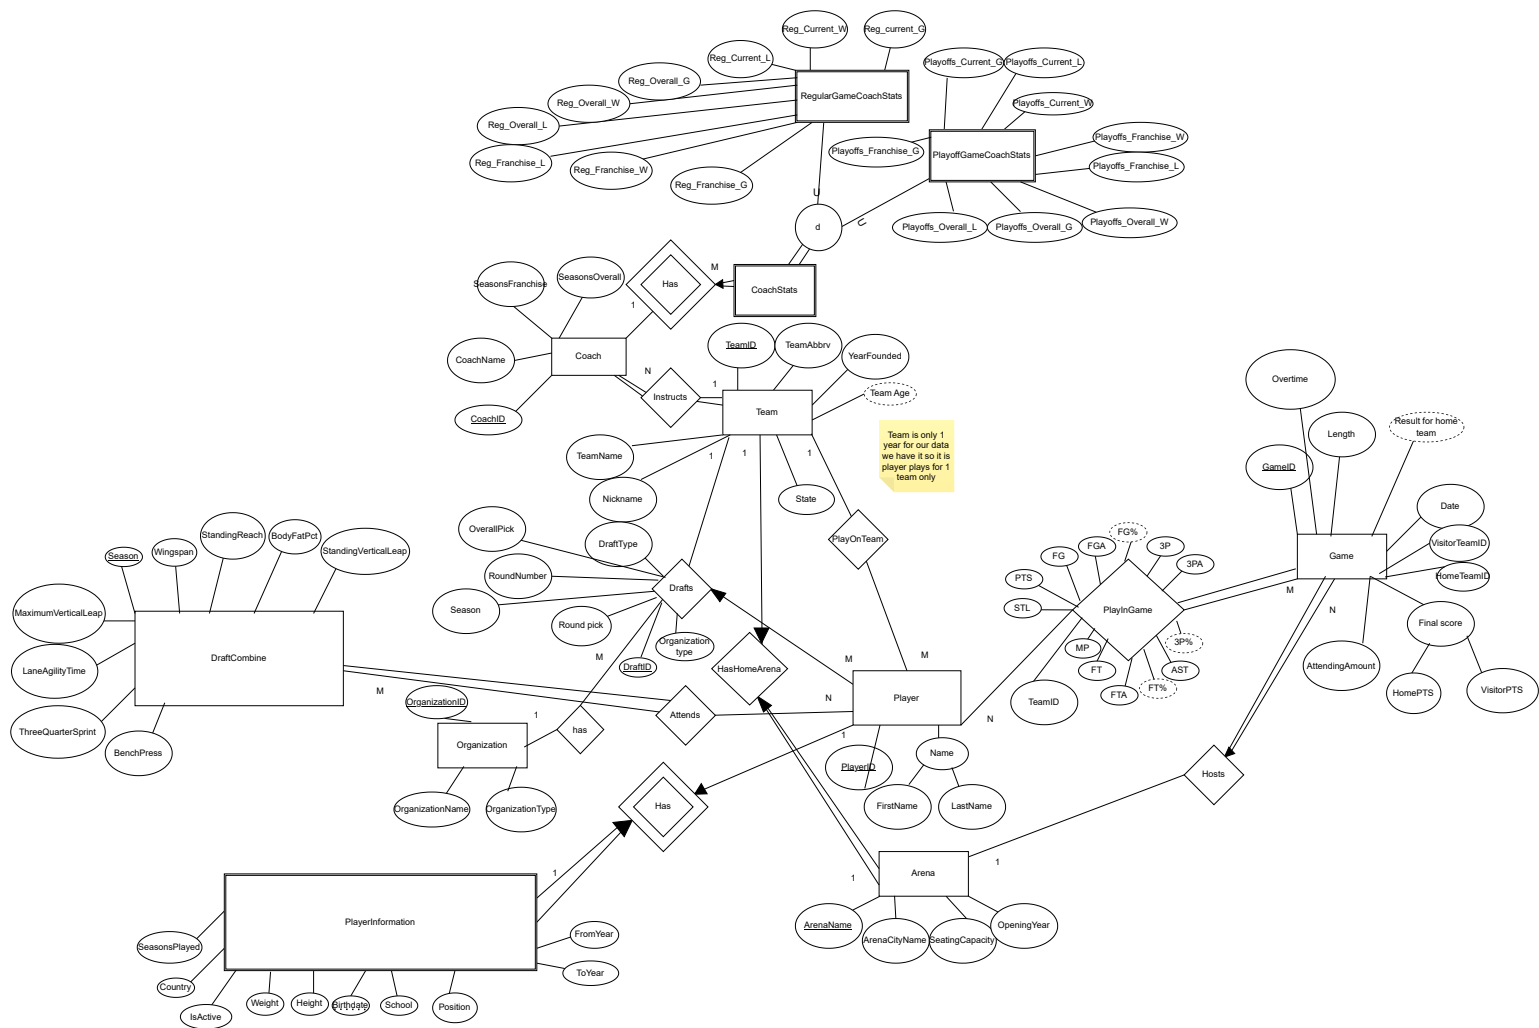 Reg_Current_W
Reg_current_G
Reg_Current_L
Reg_Overall_G
Reg_Overall_W
Reg_Overall_L
Reg_Franchise_L
Reg_Franchise_W
Reg_Franchise_G
RegularGameCoachStats
Playoffs_Current_G
Playoffs_Current_L
Playoffs_Current_W
Playoffs_Franchise_W
Playoffs_Franchise_L
Playoffs_Franchise_G
PlayoffGameCoachStats
Playoffs_Overall_L
Playoffs_Overall_G
Playoffs_Overall_W
U
U
d
M
Has
1
CoachStats
SeasonsFranchise
SeasonsOverall
CoachName
Coach
CoachID
N
Instructs
1
TeamID
TeamAbbrv
YearFounded
Team Age
Team
TeamName
Nickname
1
1
1
State
Team is only 1
year for our data
we have it so it is
player plays for 1
team only
Overtime
Length
Result for home
team
GameID
Date
VisitorTeamID
HomeTeamID
Game
M
N
Final score
AttendingAmount
HomePTS
VisitorPTS
OverallPick
DraftType
RoundNumber
Season
Round pick
DraftID
Organization
type
Drafts
PlayOnTeam
PTS
STL
FG
FGA
FG%
3P
3PA
PlayInGame
3P%
AST
FT%
FTA
FT
MP
TeamID
Season
Wingspan
StandingReach
BodyFatPct
StandingVerticalLeap
MaximumVerticalLeap
LaneAgilityTime
ThreeQuarterSprint
BenchPress
DraftCombine
M
M
HasHomeArena
M
M
N
N
Player
Attends
OrganizationID
1
has
Organization
OrganizationName
OrganizationType
1
PlayerID
Name
FirstName
LastName
Hosts
Has
1
1
1
Arena
ArenaName
ArenaCityName
SeatingCapacity
OpeningYear
PlayerInformation
SeasonsPlayed
Country
IsActive
Weight
Height
Birthdate
School
Position
FromYear
ToYear